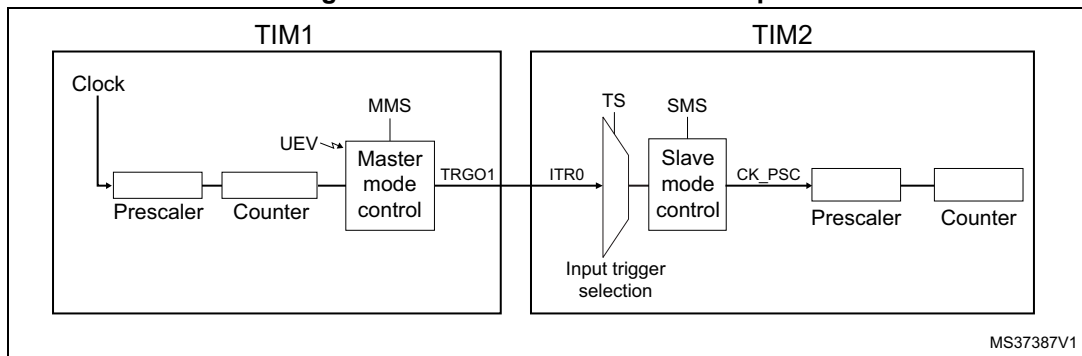 TIM1
TIM2
Clock
MMS
TS
SMS
UEV
Master
mode
control
TRGO1
ITR0
Slave
mode
control
CK_PSC
Prescaler
Counter
Prescaler
Counter
Input trigger
selection
MS37387V1